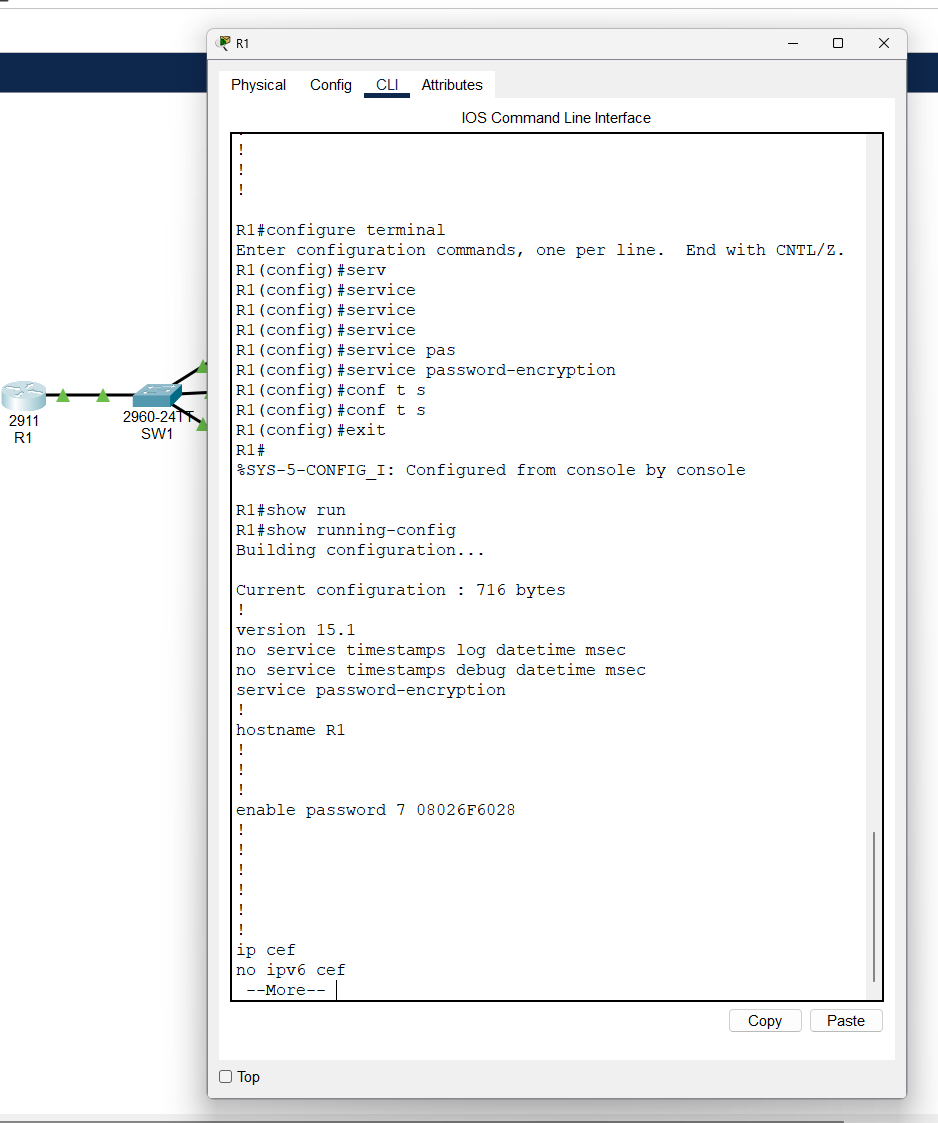 R1
Physical Config CLI Attributes
IOS Command Line Interface
!
!
!
R1#configure terminal
Enter configuration commands, one per line.  End with CNTL/Z.
R1(config)#serv
R1(config)#service
R1(config)#service
R1(config)#service
R1(config)#service pas
R1(config)#service password-encryption
R1(config)#conf t s
R1(config)#conf t s
R1(config)#exit
R1#
%SYS-5-CONFIG_I: Configured from console by console
R1#show run
R1#show running-config
Building configuration...
Current configuration : 716 bytes
!
version 15.1
no service timestamps log datetime msec
no service timestamps debug datetime msec
service password-encryption
!
hostname R1
!
!
!
enable password 7 08026F6028
!
!
!
!
!
!
ip cef
no ipv6 cef
--More--
Copy Paste
Top
2911
R1
2960-24TT
SW1